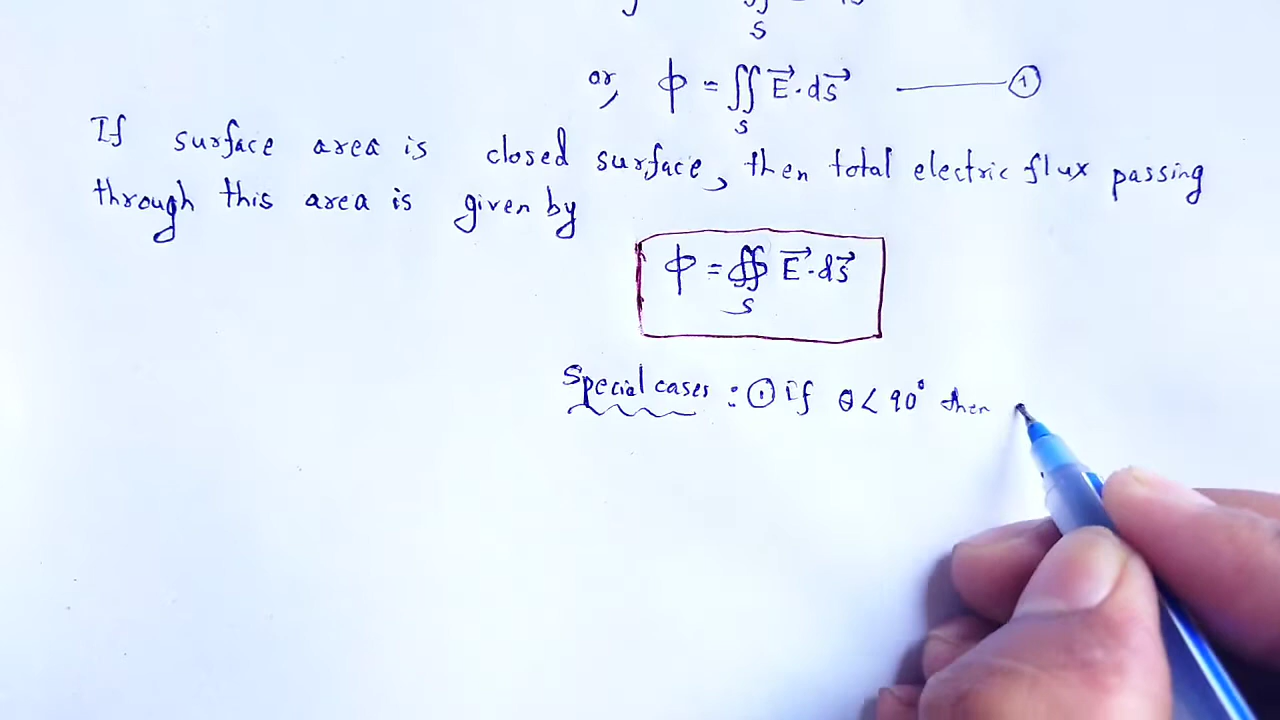 S
or, ϕ = ∬ E⃗·ds⃗ ——— ①
S
If surface area is closed surface, then total electric flux passing
through this area is given by
ϕ = ∯ E⃗·ds⃗
S
Special cases : ① if θ < 90° then